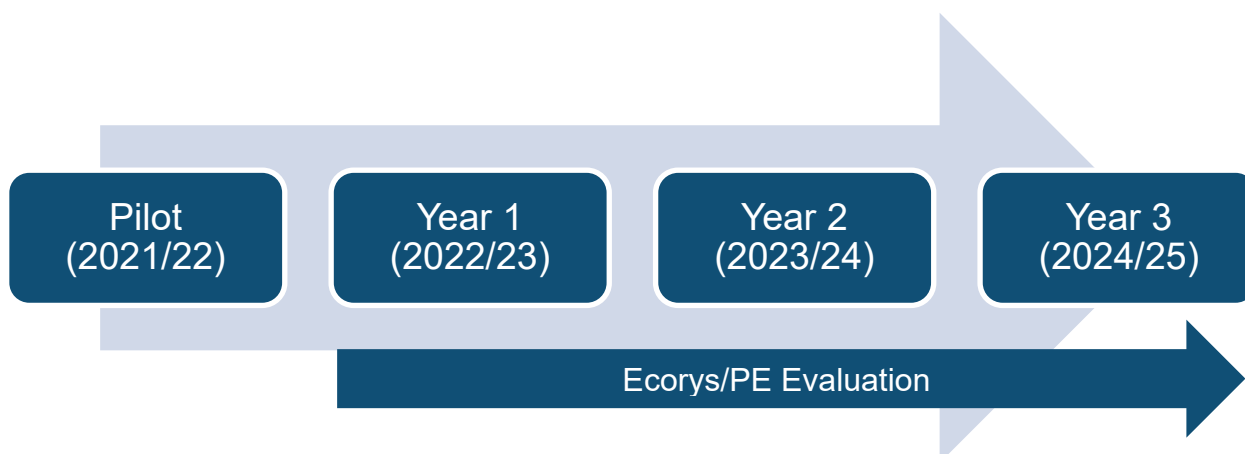 Pilot
(2021/22)
Year 1
(2022/23)
Year 2
(2023/24)
Year 3
(2024/25)
Ecorys/PE Evaluation